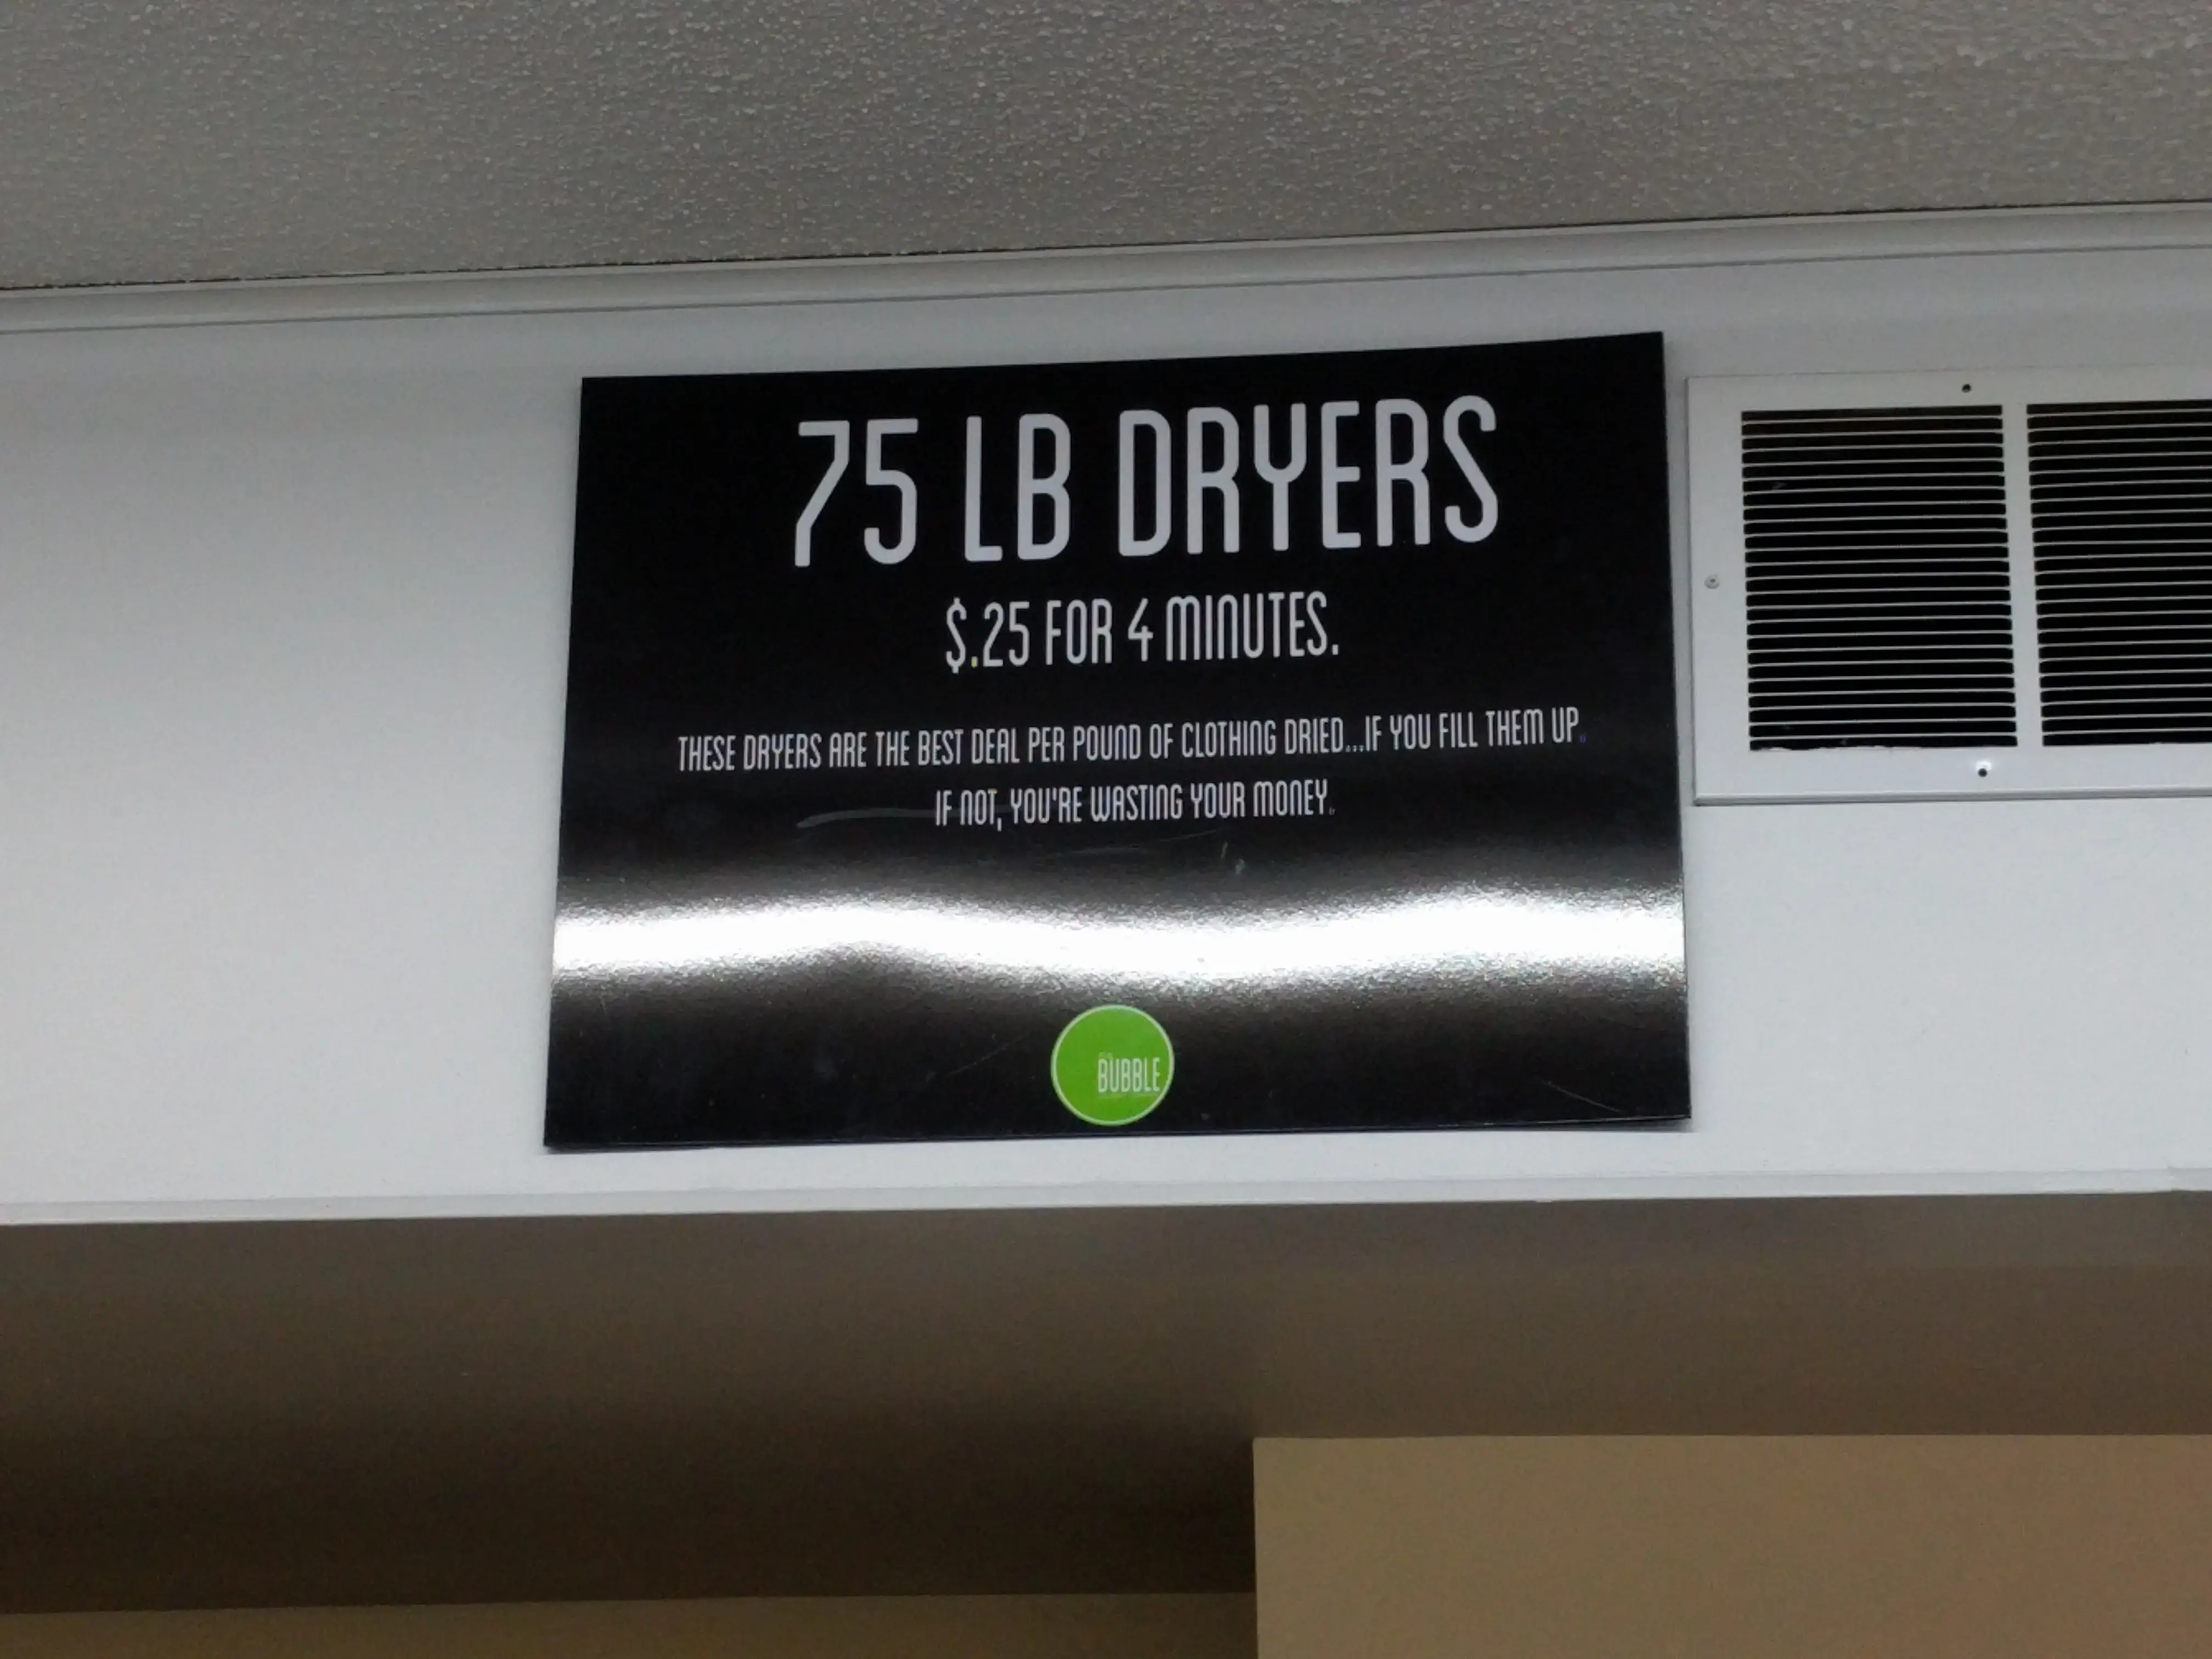 75 LB DRYERS
$.25 FOR 4 MINUTES.
THESE DRYERS ARE THE BEST DEAL PER POUND OF CLOTHING DRIED...IF YOU FILL THEM UP.
IF NOT, YOU'RE WASTING YOUR MONEY.
BUBBLE